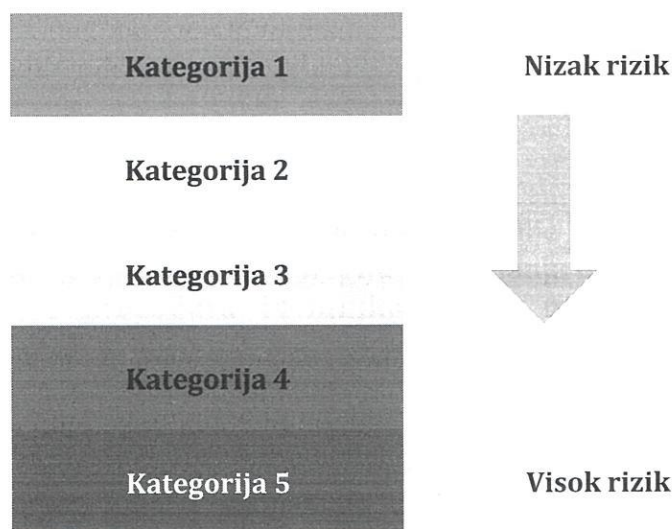 Kategorija 1
Nizak rizik
Kategorija 2
Kategorija 3
Kategorija 4
Kategorija 5
Visok rizik